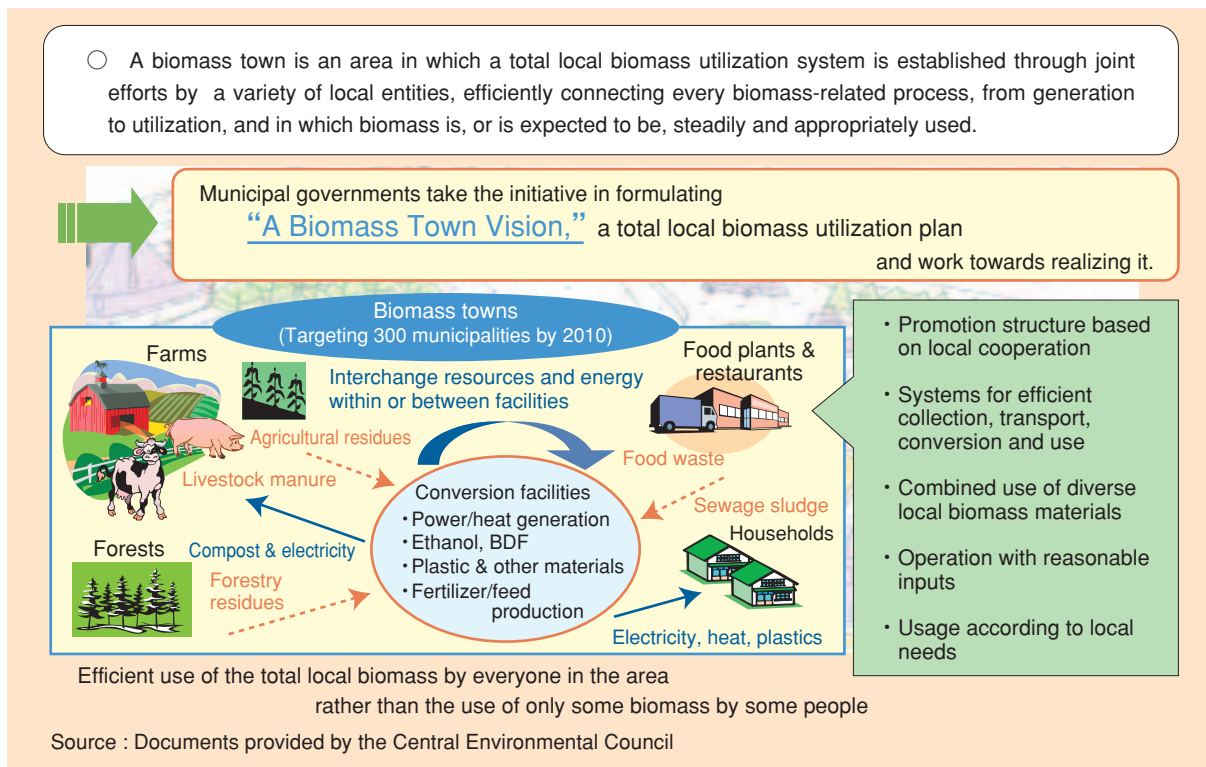 ○ A biomass town is an area in which a total local biomass utilization system is established through joint
efforts by a variety of local entities, efficiently connecting every biomass-related process, from generation
to utilization, and in which biomass is, or is expected to be, steadily and appropriately used.
Municipal governments take the initiative in formulating
“A Biomass Town Vision,” a total local biomass utilization plan
and work towards realizing it.
Biomass towns
(Targeting 300 municipalities by 2010)
Farms
Interchange resources and energy
within or between facilities
Food plants &
restaurants
Agricultural residues
Livestock manure
Food waste
Sewage sludge
Households
Conversion facilities
・Power/heat generation
・Ethanol, BDF
・Plastic & other materials
・Fertilizer/feed
production
Forests
Compost & electricity
Forestry
residues
Electricity, heat, plastics
・Promotion structure based
on local cooperation
・Systems for efficient
collection, transport,
conversion and use
・Combined use of diverse
local biomass materials
・Operation with reasonable
inputs
・Usage according to local
needs
Efficient use of the total local biomass by everyone in the area
rather than the use of only some biomass by some people
Source : Documents provided by the Central Environmental Council